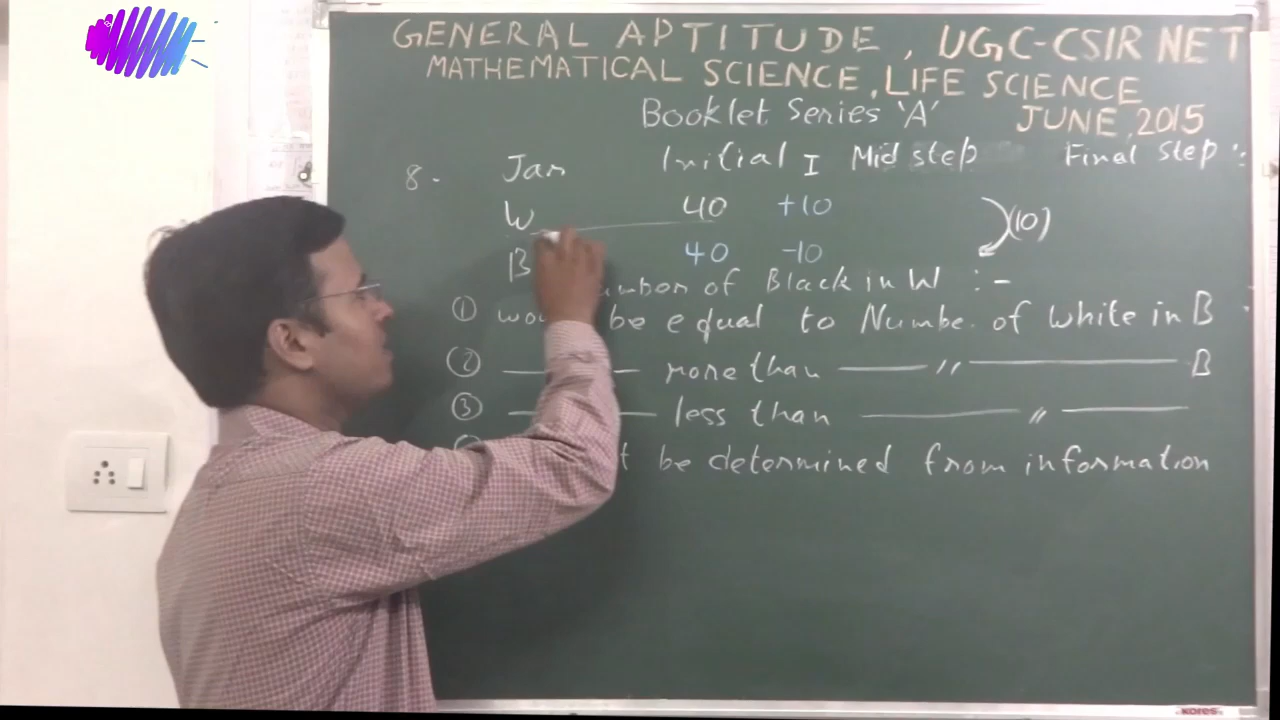 GENERAL APTITUDE, UGC-CSIR NET
MATHEMATICAL SCIENCE, LIFE SCIENCE
Booklet Series 'A' JUNE, 2015
8. Jar Initial I Mid step Final step :
W 40 +10 (10)
B 40 -10
of Black in W :-
① be equal to Numbe. of white in B
② more than — 〃 — B
③ less than — 〃 —
be determined from information
kores